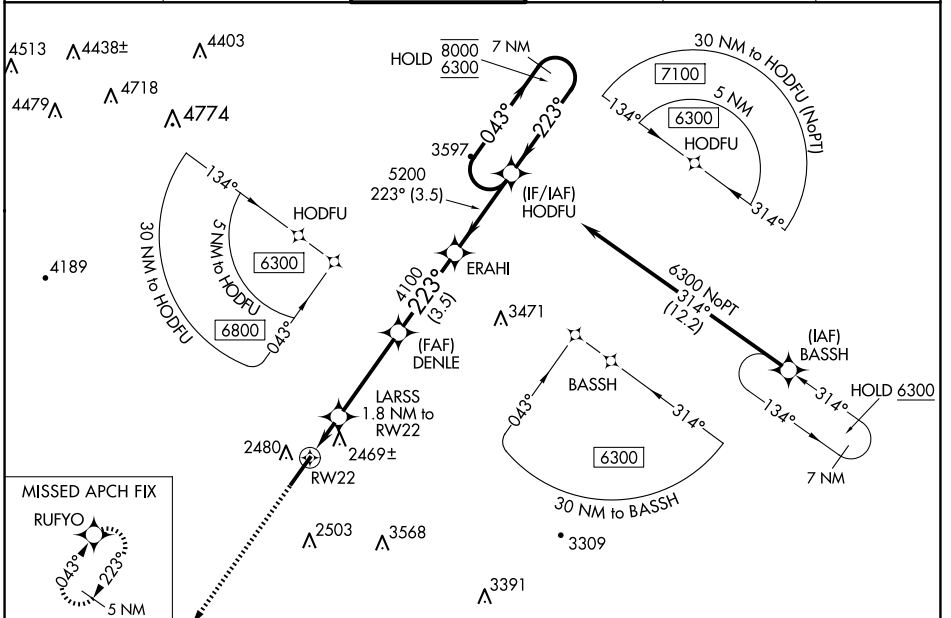 4513
4438±
4403
4479
4718
4774
HOLD
8000
6300
7 NM
043°
223°
3597
5200
223° (3.5)
(IF/IAF)
HODFU
30 NM to HODFU (NoPT)
7100
5 NM
134°
6300
HODFU
314°
134°
HODFU
5 NM to HODFU
30 NM to HODFU
6300
6800
043°
4189
ERAHI
4100
223°
(3.5)
3471
(FAF)
DENLE
6300 NoPT
314°
(12.2)
(IAF)
BASSH
314°
134°
HOLD 6300
7 NM
BASSH
043°
314°
6300
30 NM to BASSH
LARSS
1.8 NM to
RW22
2480
2469±
RW22
MISSED APCH FIX
RUFYO
043°
223°
5 NM
2503
3568
3309
3391